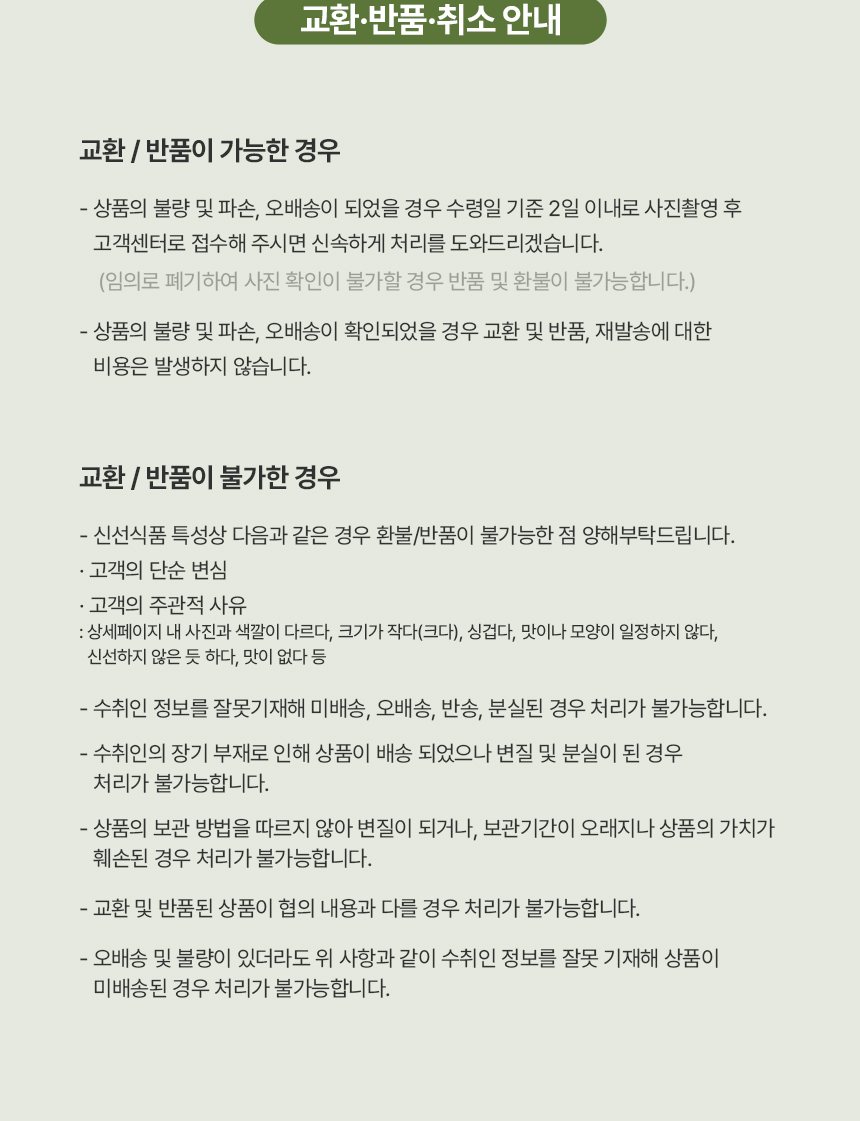 교환·반품·취소 안내
교환 / 반품이 가능한 경우
- 상품의 불량 및 파손, 오배송이 되었을 경우 수령일 기준 2일 이내로 사진촬영 후
고객센터로 접수해 주시면 신속하게 처리를 도와드리겠습니다.
(임의로 폐기하여 사진 확인이 불가할 경우 반품 및 환불이 불가능합니다.)
- 상품의 불량 및 파손, 오배송이 확인되었을 경우 교환 및 반품, 재발송에 대한
비용은 발생하지 않습니다.
교환 / 반품이 불가한 경우
- 신선식품 특성상 다음과 같은 경우 환불/반품이 불가능한 점 양해부탁드립니다.
· 고객의 단순 변심
· 고객의 주관적 사유
: 상세페이지 내 사진과 색깔이 다르다, 크기가 작다(크다), 싱겁다, 맛이나 모양이 일정하지 않다,
신선하지 않은 듯 하다, 맛이 없다 등
- 수취인 정보를 잘못기재해 미배송, 오배송, 반송, 분실된 경우 처리가 불가능합니다.
- 수취인의 장기 부재로 인해 상품이 배송 되었으나 변질 및 분실이 된 경우
처리가 불가능합니다.
- 상품의 보관 방법을 따르지 않아 변질이 되거나, 보관기간이 오래지나 상품의 가치가
훼손된 경우 처리가 불가능합니다.
- 교환 및 반품된 상품이 협의 내용과 다를 경우 처리가 불가능합니다.
- 오배송 및 불량이 있더라도 위 사항과 같이 수취인 정보를 잘못 기재해 상품이
미배송된 경우 처리가 불가능합니다.